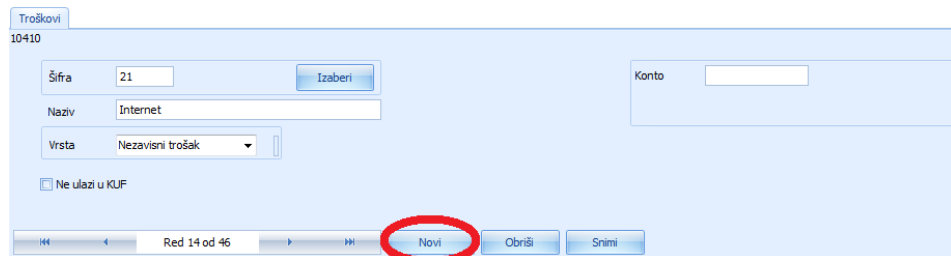 Troškovi
10410
Šifra 21 Izaberi Konto
Naziv Internet
Vrsta Nezavisni trošak
Ne ulazi u KUF
Red 14 od 46 Novi Obriši Snimi